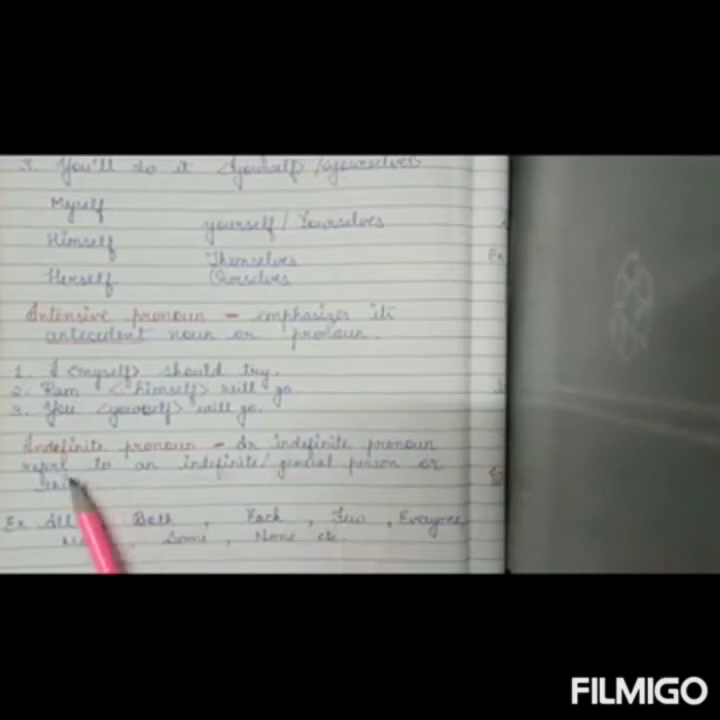 3. You'll do it <yourself> /yourselves
Myself
yourself/ Yourselves
Himself
Themselves
Herself Ourselves
Intensive pronoun - emphasizes its
antecedent noun or pronoun.
1. I <myself> should try.
2. Ram <himself> will go.
3. You <yourself> will go.
Indefinite pronoun - An indefinite pronoun
to an indefinite/general person or
Ex All Both , Each , Few , Everyone
, Some , None etc.
FILMIGO